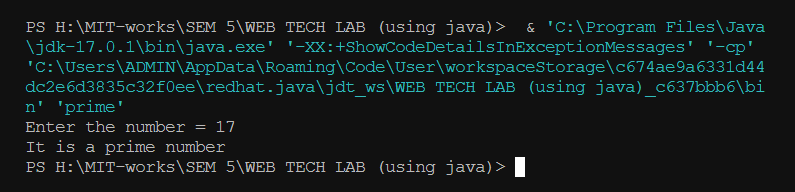 PS H:\MIT-works\SEM 5\WEB TECH LAB (using java)>  & 'C:\Program Files\Java
\jdk-17.0.1\bin\java.exe' '-XX:+ShowCodeDetailsInExceptionMessages' '-cp'
'C:\Users\ADMIN\AppData\Roaming\Code\User\workspaceStorage\c674ae9a6331d44
dc2e6d3835c32f0ee\redhat.java\jdt_ws\WEB TECH LAB (using java)_c637bbb6\bi
n' 'prime'
Enter the number = 17
It is a prime number
PS H:\MIT-works\SEM 5\WEB TECH LAB (using java)>